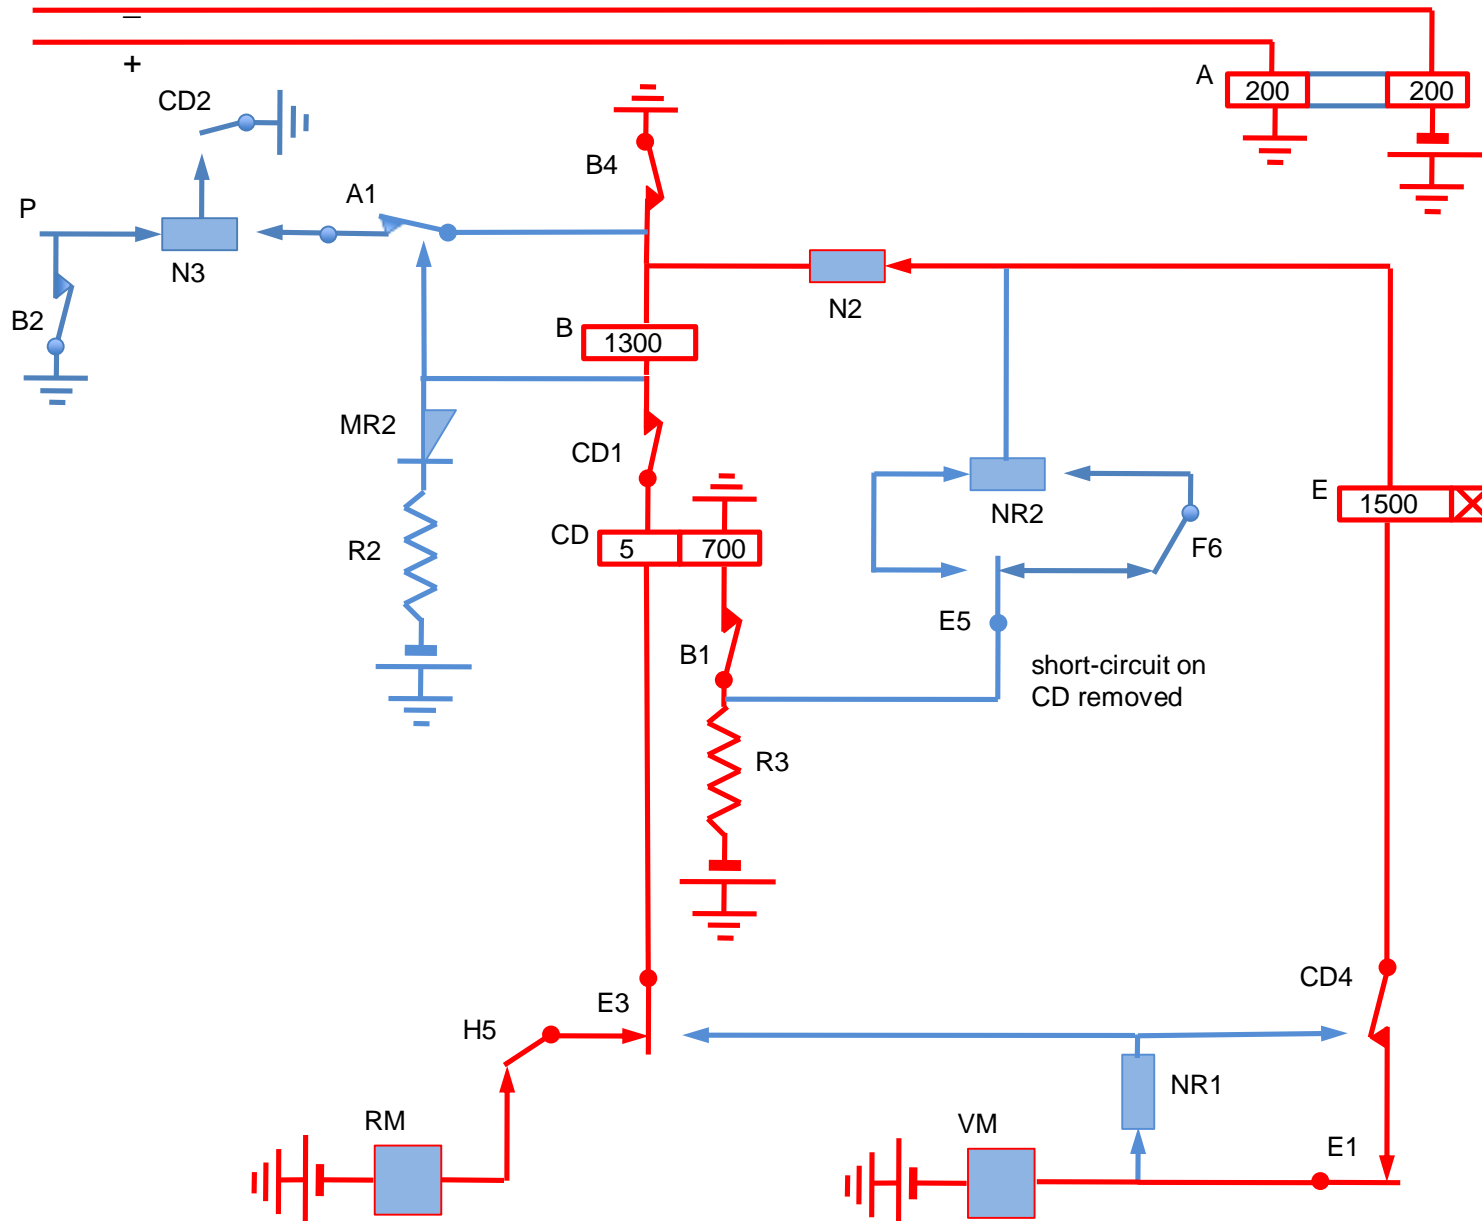 –
+
A
200
200
CD2
B4
P
A1
N3
N2
B2
B
1300
MR2
CD1
E
1500
NR2
CD
5
700
R2
F6
E5
B1
short-circuit on
CD removed
R3
CD4
E3
H5
NR1
RM
VM
E1